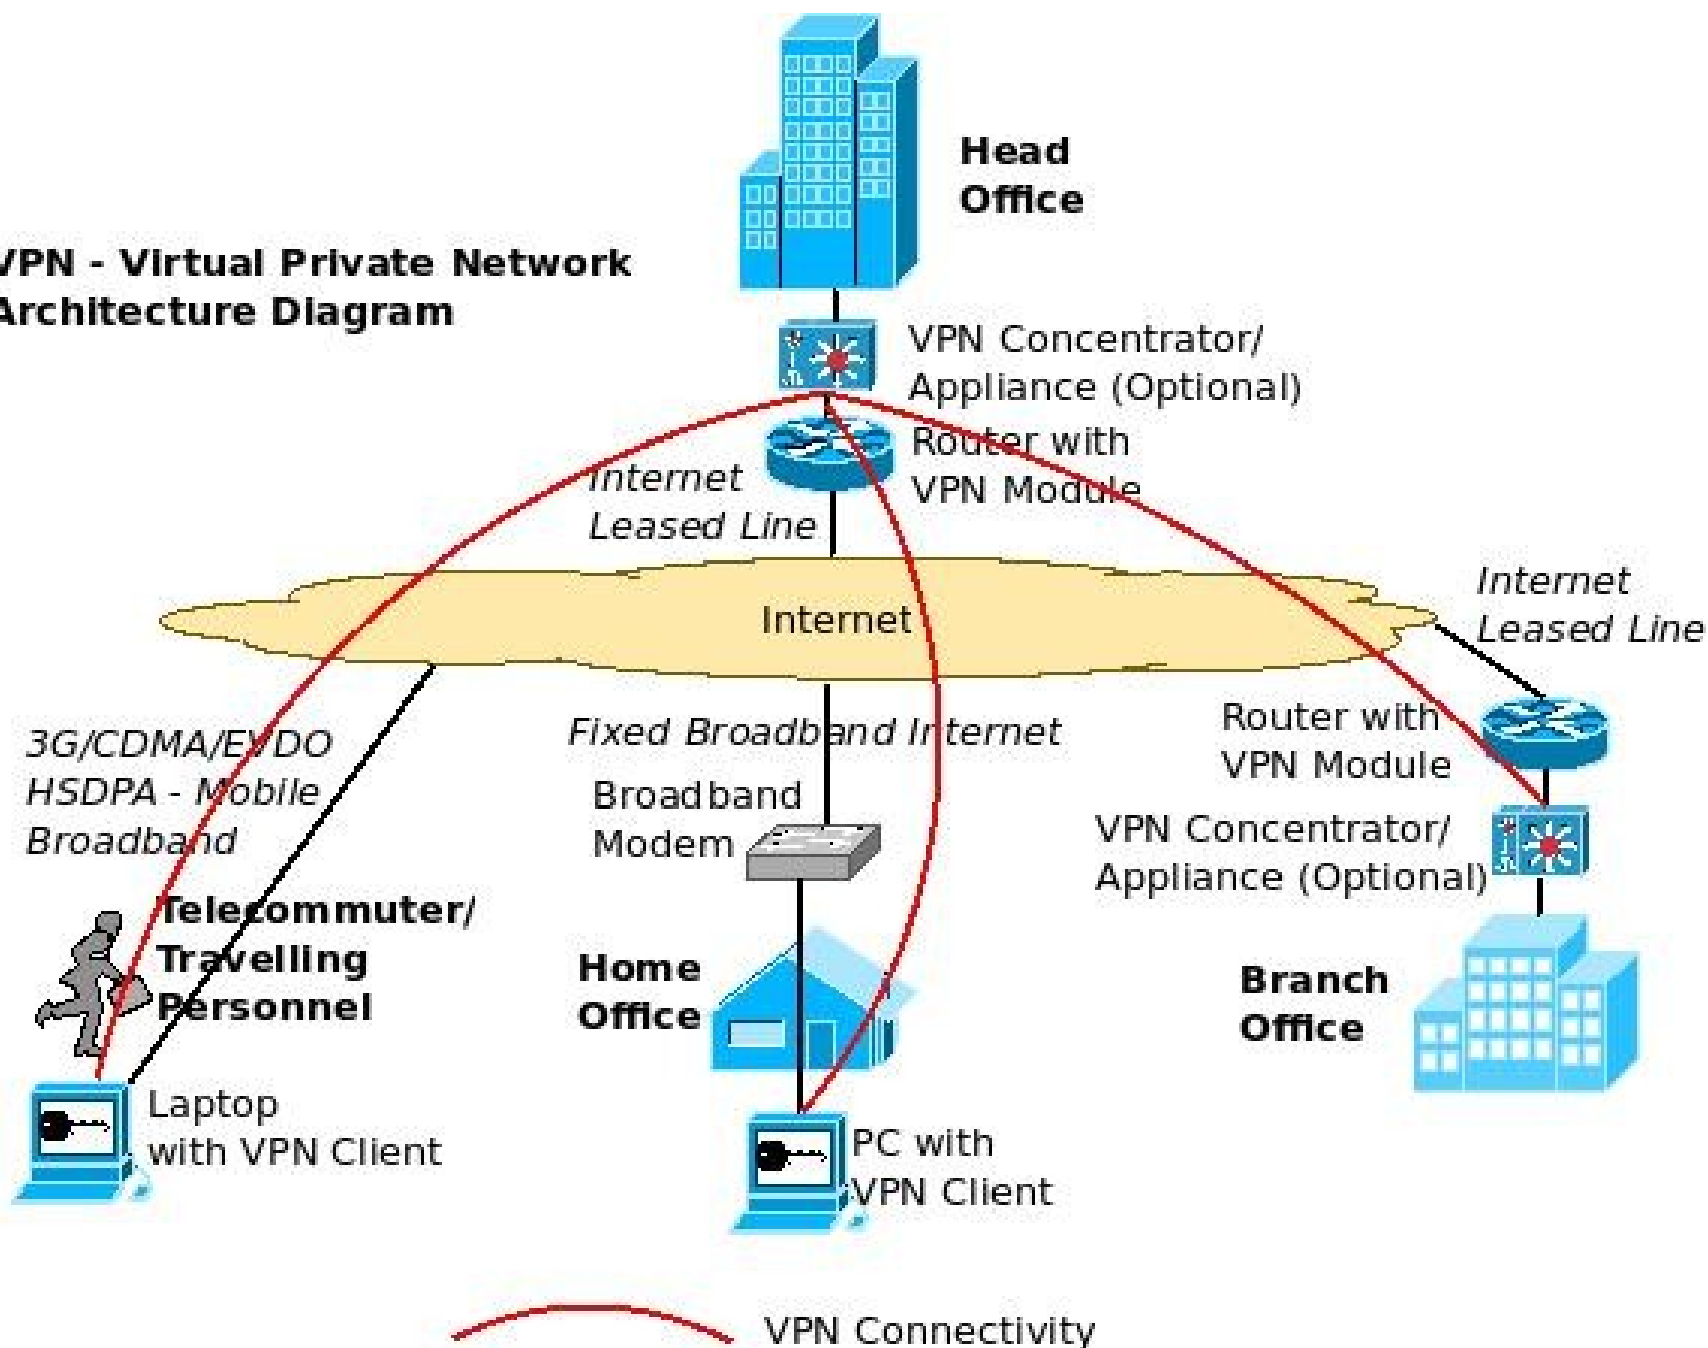 Head
Office
VPN - Virtual Private Network
Architecture Diagram
VPN Concentrator/
Appliance (Optional)
Router with
VPN Module
Internet
Leased Line
Internet
Internet
Leased Line
3G/CDMA/EVDO
HSDPA - Mobile
Broadband
Fixed Broadband Internet
Broadband
Modem
Router with
VPN Module
VPN Concentrator/
Appliance (Optional)
Telecommuter/
Travelling
Personnel
Home
Office
Branch
Office
Laptop
with VPN Client
PC with
VPN Client
VPN Connectivity